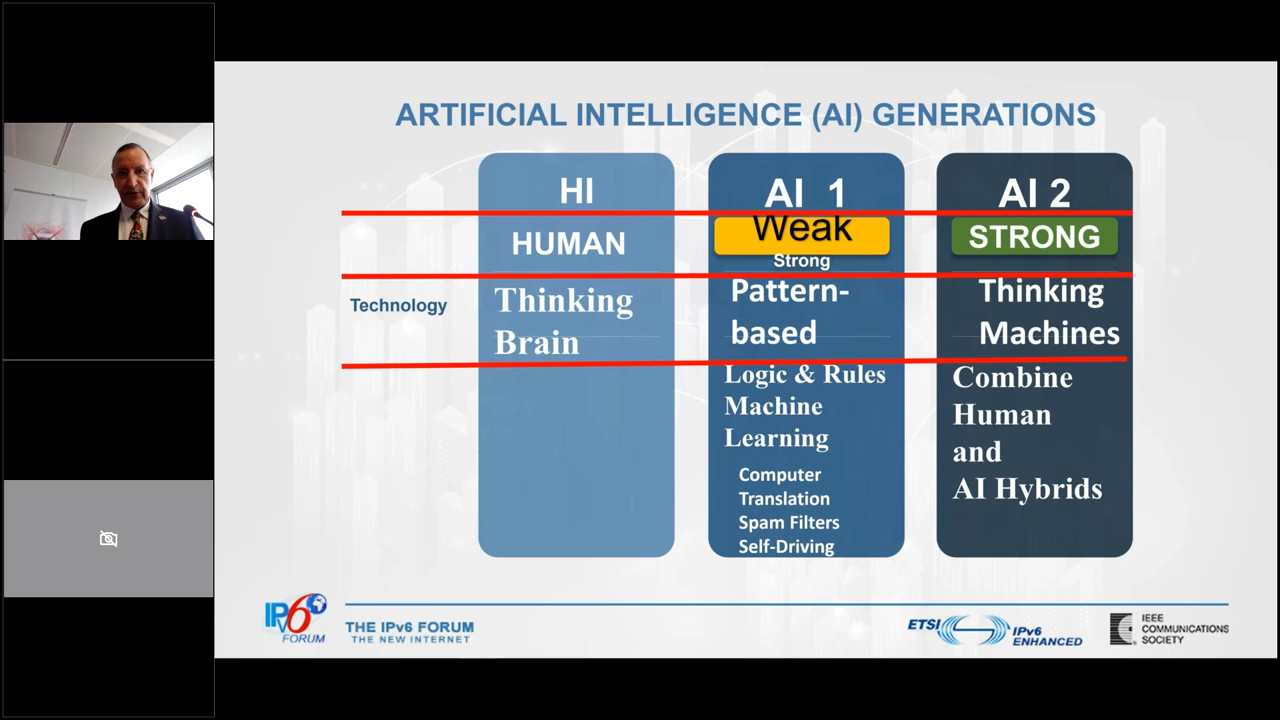 ARTIFICIAL INTELLIGENCE (AI) GENERATIONS
HI
HUMAN
Technology
Thinking
Brain
AI 1
Weak
Strong
Pattern-
based
Logic & Rules
Machine
Learning
Computer
Translation
Spam Filters
Self-Driving
AI 2
STRONG
Thinking
Machines
Combine
Human
and
AI Hybrids
IPv6
FORUM
THE IPv6 FORUM
THE NEW INTERNET
ETSI
IPv6
ENHANCED
IEEE
COMMUNICATIONS
SOCIETY